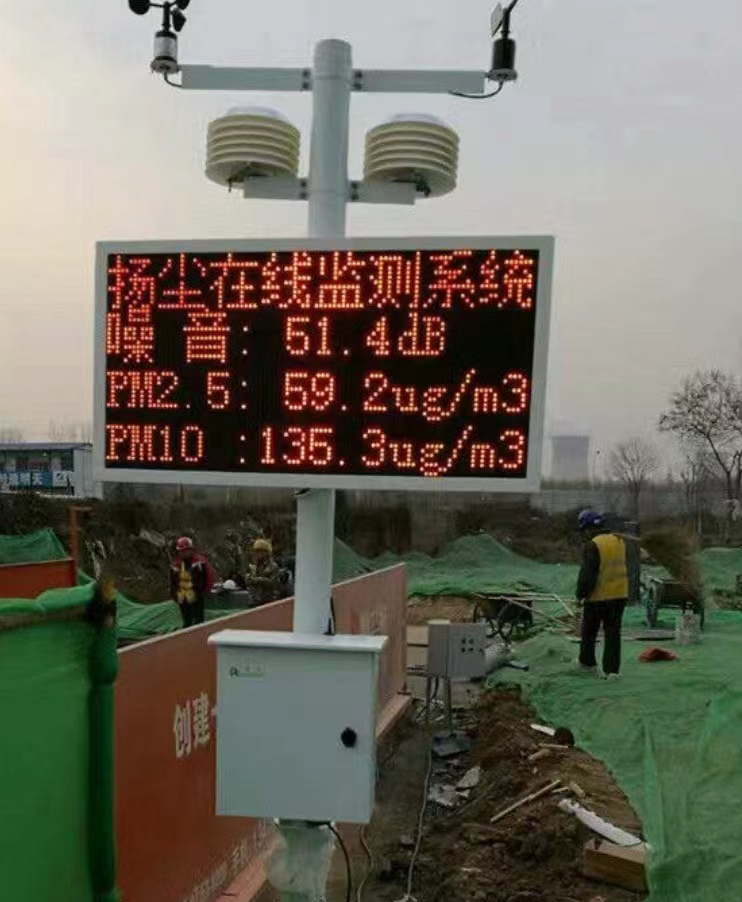 扬尘在线监测系统
噪 音: 51.4dB
PM2.5: 59.2ug/m3
PM10 :135.3ug/m3
创建